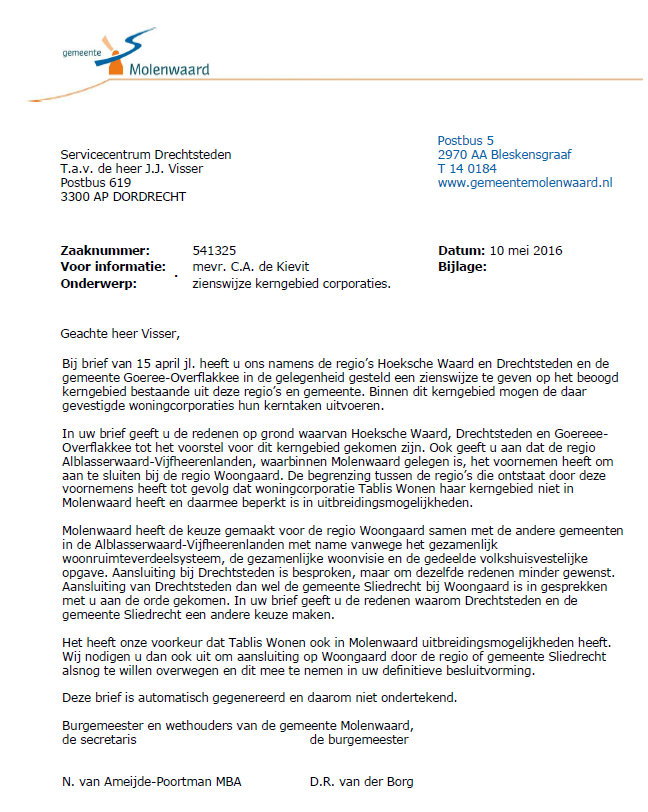 gemeente
Molenwaard
Postbus 5
2970 AA Bleskensgraaf
T 14 0184
www.gemeentemolenwaard.nl
Servicecentrum Drechtsteden
T.a.v. de heer J.J. Visser
Postbus 619
3300 AP DORDRECHT
Zaaknummer: 541325 Datum: 10 mei 2016
Voor informatie: mevr. C.A. de Kievit Bijlage:
Onderwerp: zienswijze kerngebied corporaties.
Geachte heer Visser,
Bij brief van 15 april jl. heeft u ons namens de regio's Hoeksche Waard en Drechtsteden en de
gemeente Goeree-Overflakkee in de gelegenheid gesteld een zienswijze te geven op het beoogd
kerngebied bestaande uit deze regio's en gemeente. Binnen dit kerngebied mogen de daar
gevestigde woningcorporaties hun kerntaken uitvoeren.
In uw brief geeft u de redenen op grond waarvan Hoeksche Waard, Drechtsteden en Goereee-
Overflakkee tot het voorstel voor dit kerngebied gekomen zijn. Ook geeft u aan dat de regio
Alblasserwaard-Vijfheerenlanden, waarbinnen Molenwaard gelegen is, het voornemen heeft om
aan te sluiten bij de regio Woongaard. De begrenzing tussen de regio's die ontstaat door deze
voornemens heeft tot gevolg dat woningcorporatie Tablis Wonen haar kerngebied niet in
Molenwaard heeft en daarmee beperkt is in uitbreidingsmogelijkheden.
Molenwaard heeft de keuze gemaakt voor de regio Woongaard samen met de andere gemeenten
in de Alblasserwaard-Vijfheerenlanden met name vanwege het gezamenlijk
woonruimteverdeelsysteem, de gezamenlijke woonvisie en de gedeelde volkshuisvestelijke
opgave. Aansluiting bij Drechtsteden is besproken, maar om dezelfde redenen minder gewenst.
Aansluiting van Drechtsteden dan wel de gemeente Sliedrecht bij Woongaard is in gesprekken
met u aan de orde gekomen. In uw brief geeft u de redenen waarom Drechtsteden en de
gemeente Sliedrecht een andere keuze maken.
Het heeft onze voorkeur dat Tablis Wonen ook in Molenwaard uitbreidingsmogelijkheden heeft.
Wij nodigen u dan ook uit om aansluiting op Woongaard door de regio of gemeente Sliedrecht
alsnog te willen overwegen en dit mee te nemen in uw definitieve besluitvorming.
Deze brief is automatisch gegenereerd en daarom niet ondertekend.
Burgemeester en wethouders van de gemeente Molenwaard,
de secretaris de burgemeester
N. van Ameijde-Poortman MBA D.R. van der Borg